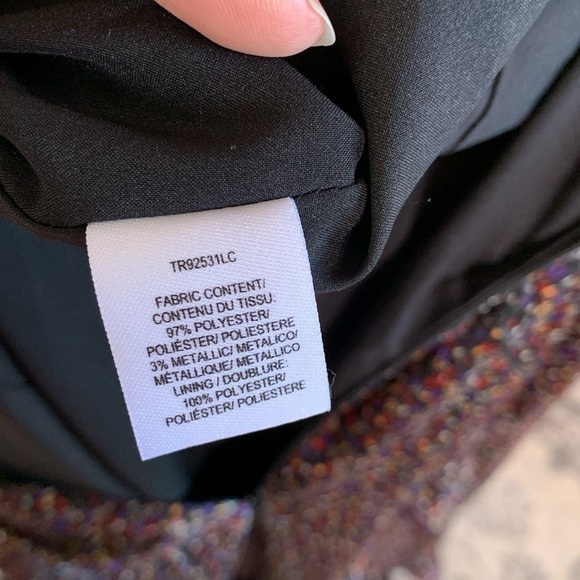 TR92531LC
FABRIC CONTENT/
CONTENU DU TISSU:
97% POLYESTER/
POLIÉSTER/ POLIESTERE
3% METALLIC/ METALICO/
MÉTALLIQUE/ METALLICO
LINING / DOUBLURE:
100% POLYESTER/
POLIÉSTER/ POLIESTERE